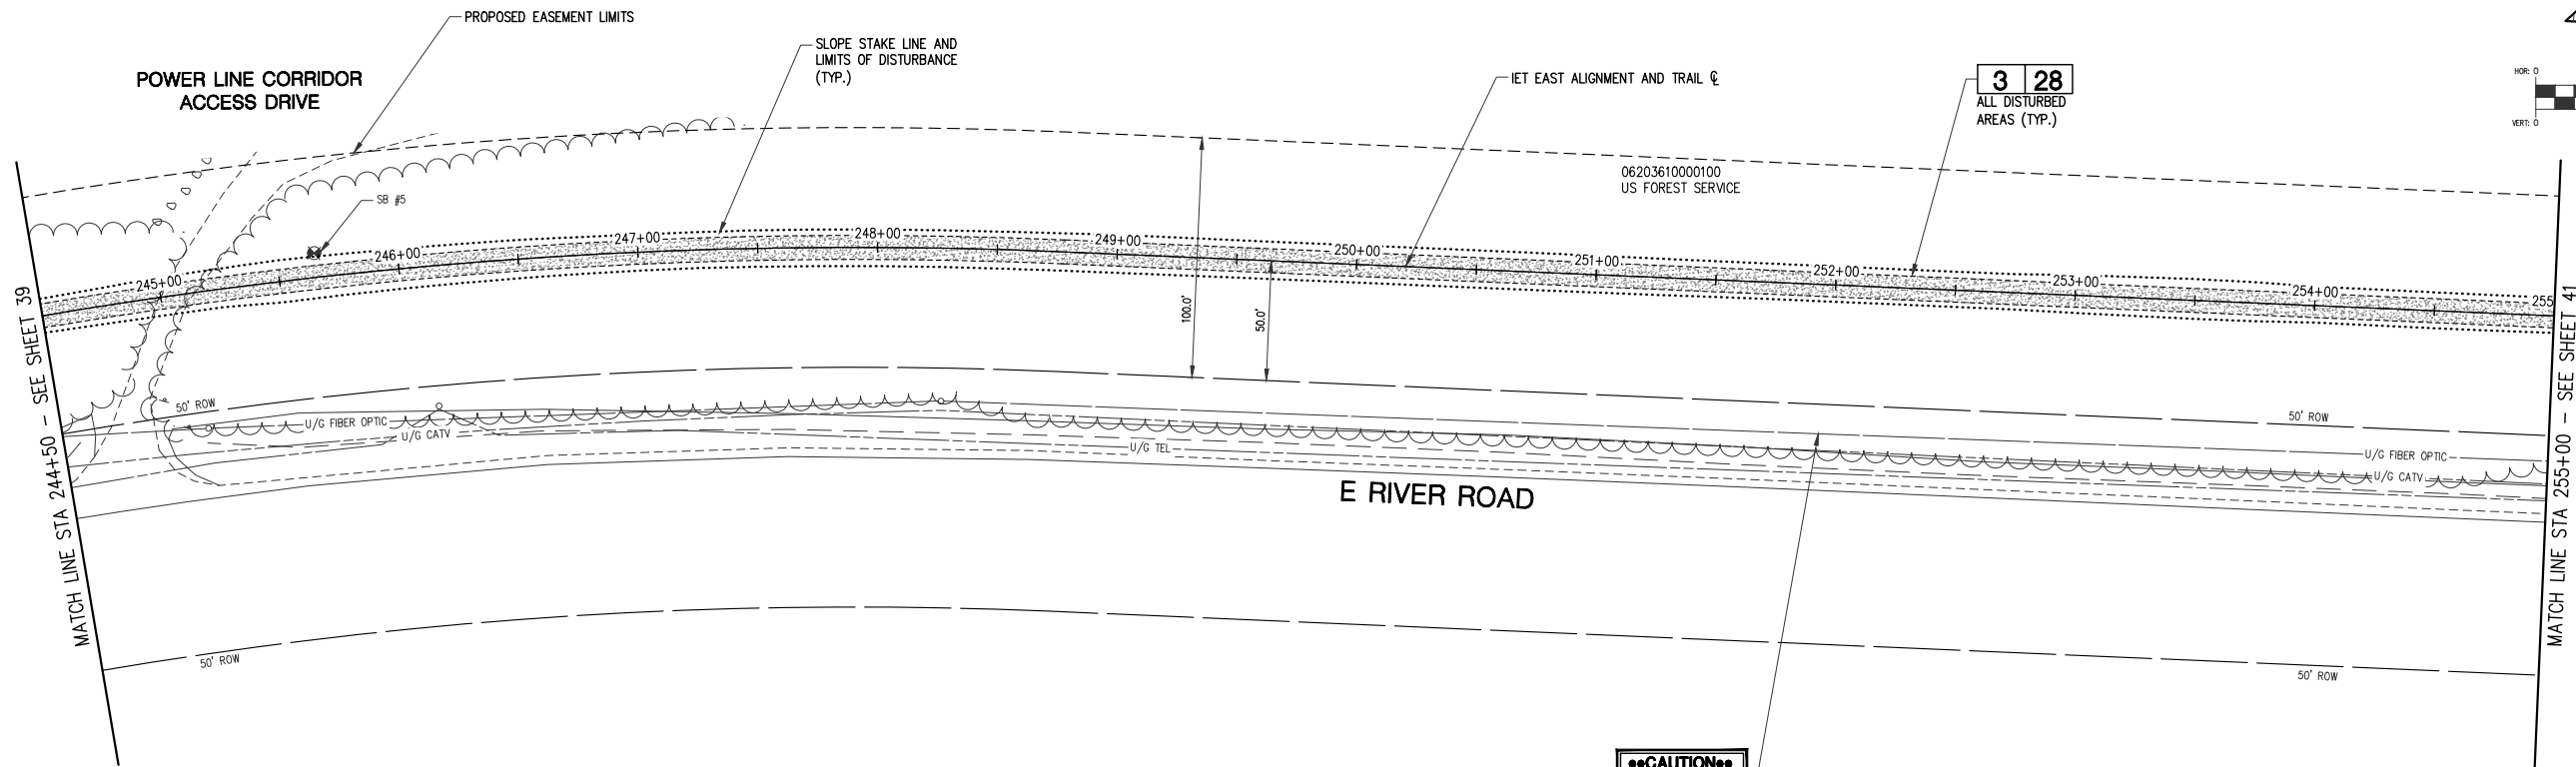 PROPOSED EASEMENT LIMITS
POWER LINE CORRIDOR
ACCESS DRIVE
SLOPE STAKE LINE AND
LIMITS OF DISTURBANCE
(TYP.)
IET EAST ALIGNMENT AND TRAIL ℄
3 28
ALL DISTURBED
AREAS (TYP.)
HOR: 0
VERT: 0
06203610000100
US FOREST SERVICE
SB #5
245+00
246+00
247+00
248+00
249+00
250+00
251+00
252+00
253+00
254+00
255
100.0'
50.0'
MATCH LINE STA 244+50 - SEE SHEET 39
MATCH LINE STA 255+00 - SEE SHEET 41
50' ROW
50' ROW
U/G FIBER OPTIC
U/G CATV
U/G TEL
U/G FIBER OPTIC
U/G CATV
E RIVER ROAD
50' ROW
50' ROW
••CAUTION••